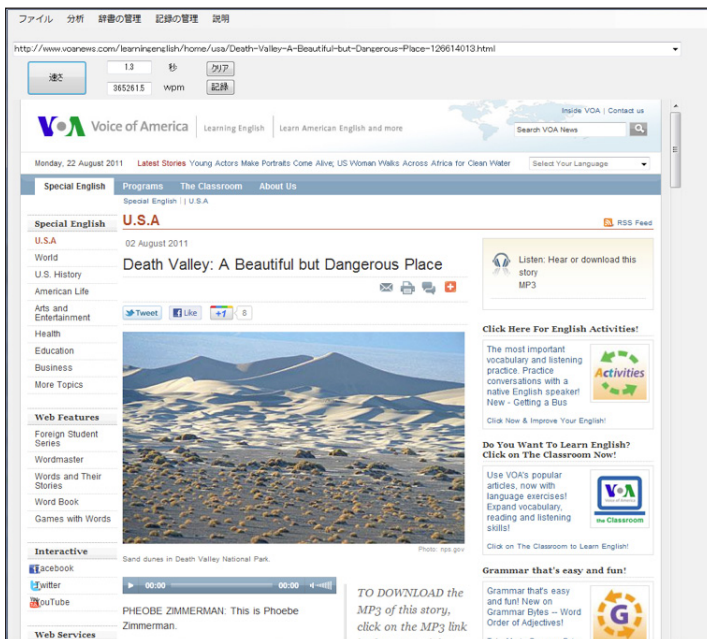 ファイル 分析 辞書の管理 記録の管理 説明
http://www.voanews.com/learningenglish/home/usa/Death-Valley-A-Beautiful-but-Dangerous-Place-126614013.html
速さ
1.3 秒 クリア
365261.5 wpm 記録
Inside VOA | Contact us
VOA Voice of America Learning English Learn American English and more
Search VOA News
Monday, 22 August 2011 Latest Stories Young Actors Make Portraits Come Alive; US Woman Walks Across Africa for Clean Water Select Your Language
Special English Programs The Classroom About Us
Special English | | U.S.A
Special English
U.S.A
World
U.S. History
American Life
Arts and
Entertainment
Health
Education
Business
More Topics
Web Features
Foreign Student
Series
Wordmaster
Words and Their
Stories
Word Book
Games with Words
Interactive
Facebook
Twitter
YouTube
Web Services
U.S.A
RSS Feed
02 August 2011
Death Valley: A Beautiful but Dangerous Place
Tweet Like +1 8
Photo: nps.gov
Sand dunes in Death Valley National Park
00:00 00:00
PHEOBE ZIMMERMAN: This is Phoebe
Zimmerman.
TO DOWNLOAD the
MP3 of this story,
click on the MP3 link
Listen: Hear or download this
story
MP3
Click Here For English Activities!
The most important
vocabulary and listening
practice. Practice
conversations with a
native English speaker!
New - Getting a Bus
Activities
Click Now & Improve Your English!
Do You Want To Learn English?
Click on The Classroom Now!
Use VOA's popular
articles, now with
language exercises!
Expand vocabulary,
reading and listening
skills!
VOA
the Classroom
Click on The Classroom to Learn English!
Grammar that's easy and fun!
Grammar that's easy
and fun! New on
Grammar Bytes -- Word
Order of Adjectives!
G